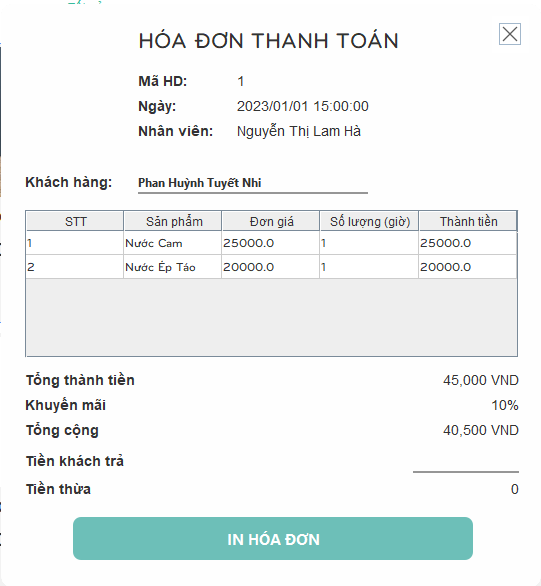 HÓA ĐƠN THANH TOÁN
Mã HD: 1
Ngày: 2023/01/01 15:00:00
Nhân viên: Nguyễn Thị Lam Hà
Khách hàng: Phan Huỳnh Tuyết Nhi
STT Sản phẩm Đơn giá Số lượng (giờ) Thành tiền
1 Nước Cam 25000.0 1 25000.0
2 Nước Ép Táo 20000.0 1 20000.0
Tổng thành tiền 45,000 VND
Khuyến mãi 10%
Tổng cộng 40,500 VND
Tiền khách trả
Tiền thừa 0
IN HÓA ĐƠN